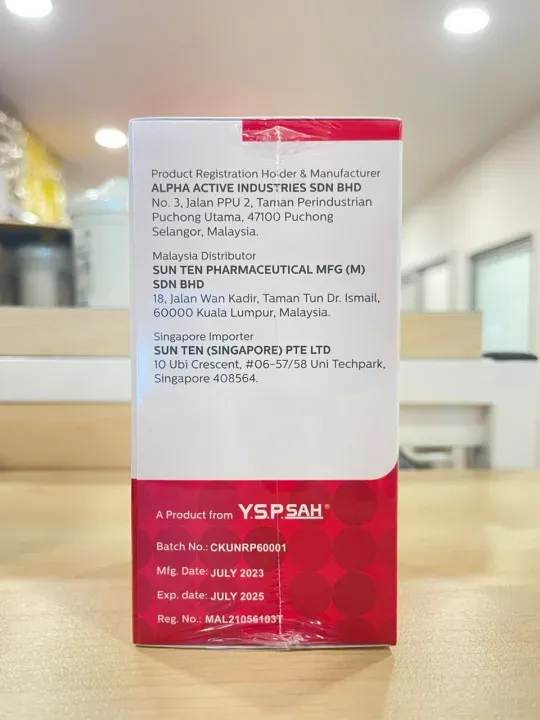 Product Registration Holder & Manufacturer
ALPHA ACTIVE INDUSTRIES SDN BHD
No. 3, Jalan PPU 2, Taman Perindustrian
Puchong Utama, 47100 Puchong
Selangor, Malaysia.
Malaysia Distributor
SUN TEN PHARMACEUTICAL MFG (M)
SDN BHD
18, Jalan Wan Kadir, Taman Tun Dr. Ismail,
60000 Kuala Lumpur, Malaysia.
Singapore Importer
SUN TEN (SINGAPORE) PTE LTD
10 Ubi Crescent, #06-57/58 Uni Techpark,
Singapore 408564.
A Product from Y.S.P.SAH®
Batch No.: CKUNRP60001
Mfg. Date: JULY 2023
Exp. date: JULY 2025
Reg. No.: MAL21056103T